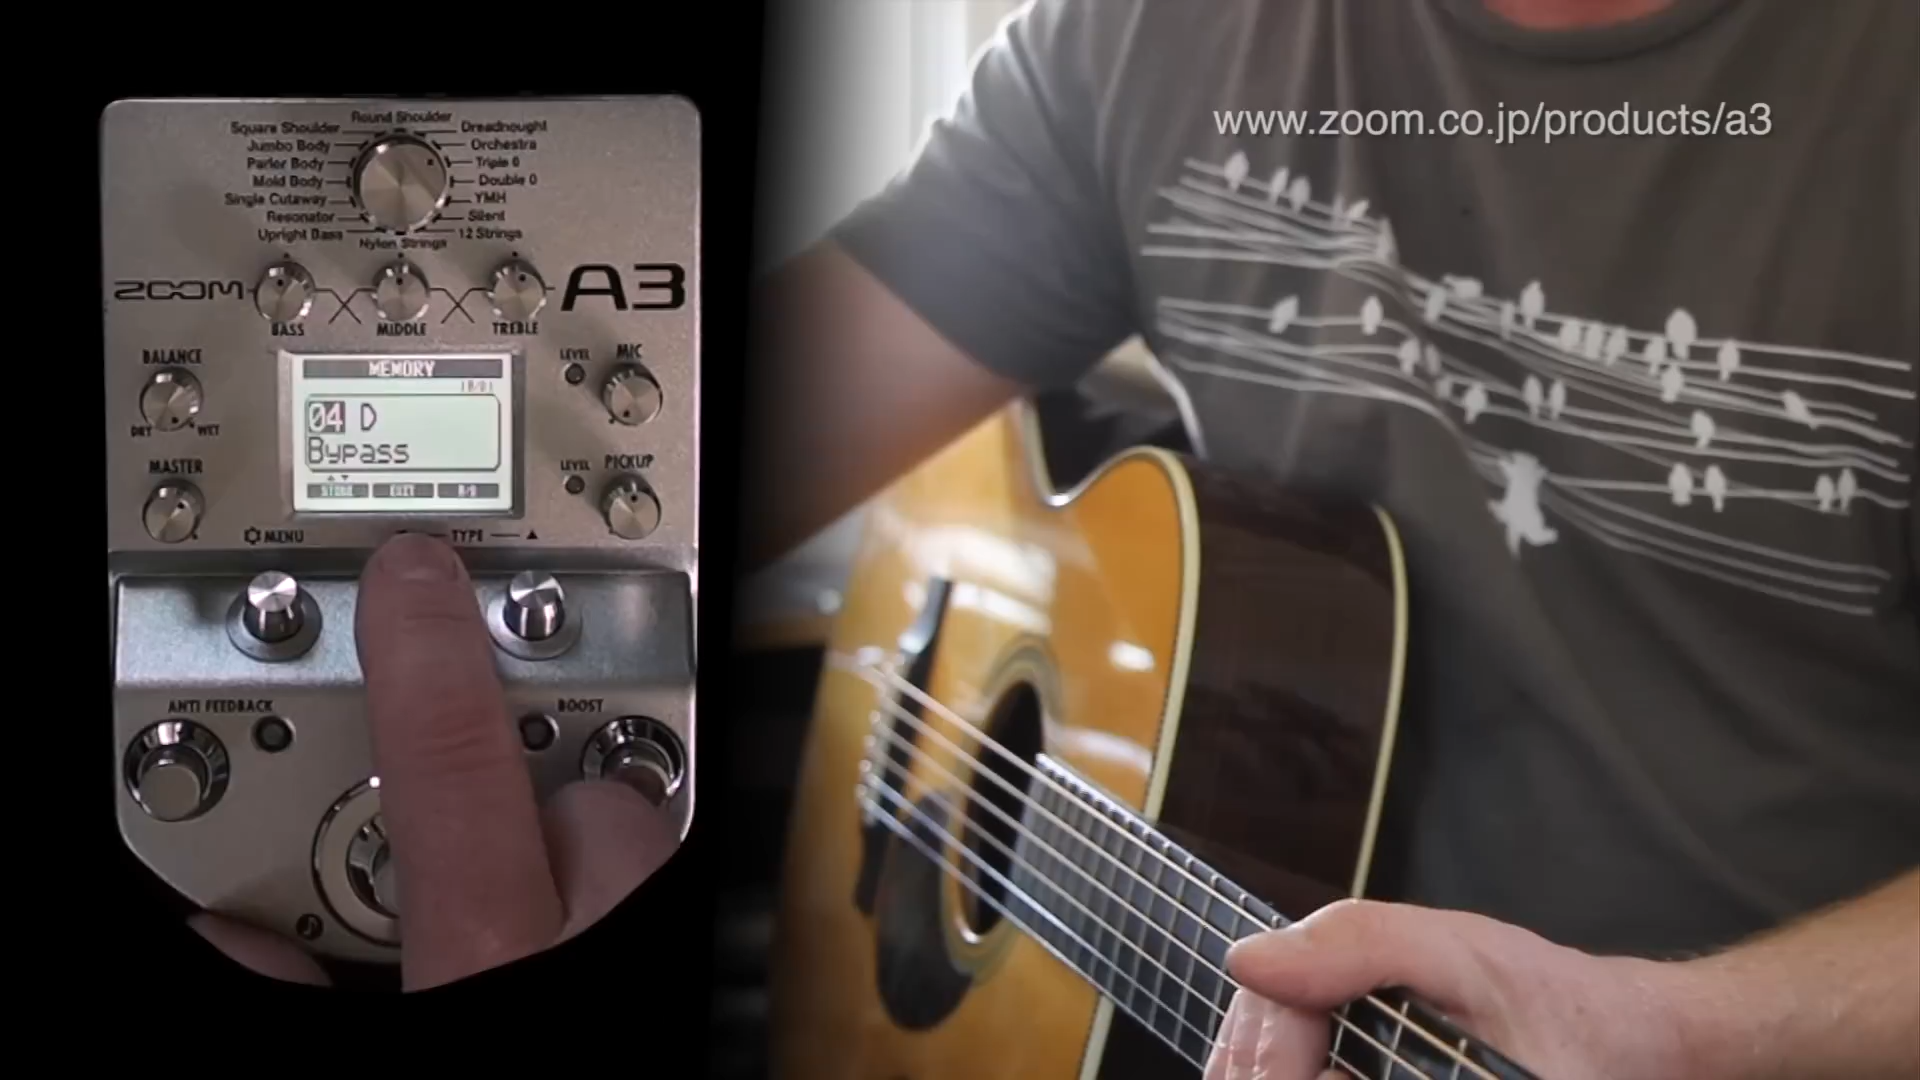 www.zoom.co.jp/products/a3
Round Shoulder
Square Shoulder
Dreadnought
Jumbo Body
Orchestra
Parlor Body
Triple 0
Mold Body
Double 0
Single Cutaway
YMH
Resonator
Silent
Upright Bass
Nylon Strings
12 Strings
ZOOM
A3
BASS
MIDDLE
TREBLE
BALANCE
DRY
WET
MASTER
LEVEL
MIC
LEVEL
PICKUP
MEMORY
04 D
Bypass
STORE
EXIT
MENU
TYPE
ANTI FEEDBACK
BOOST